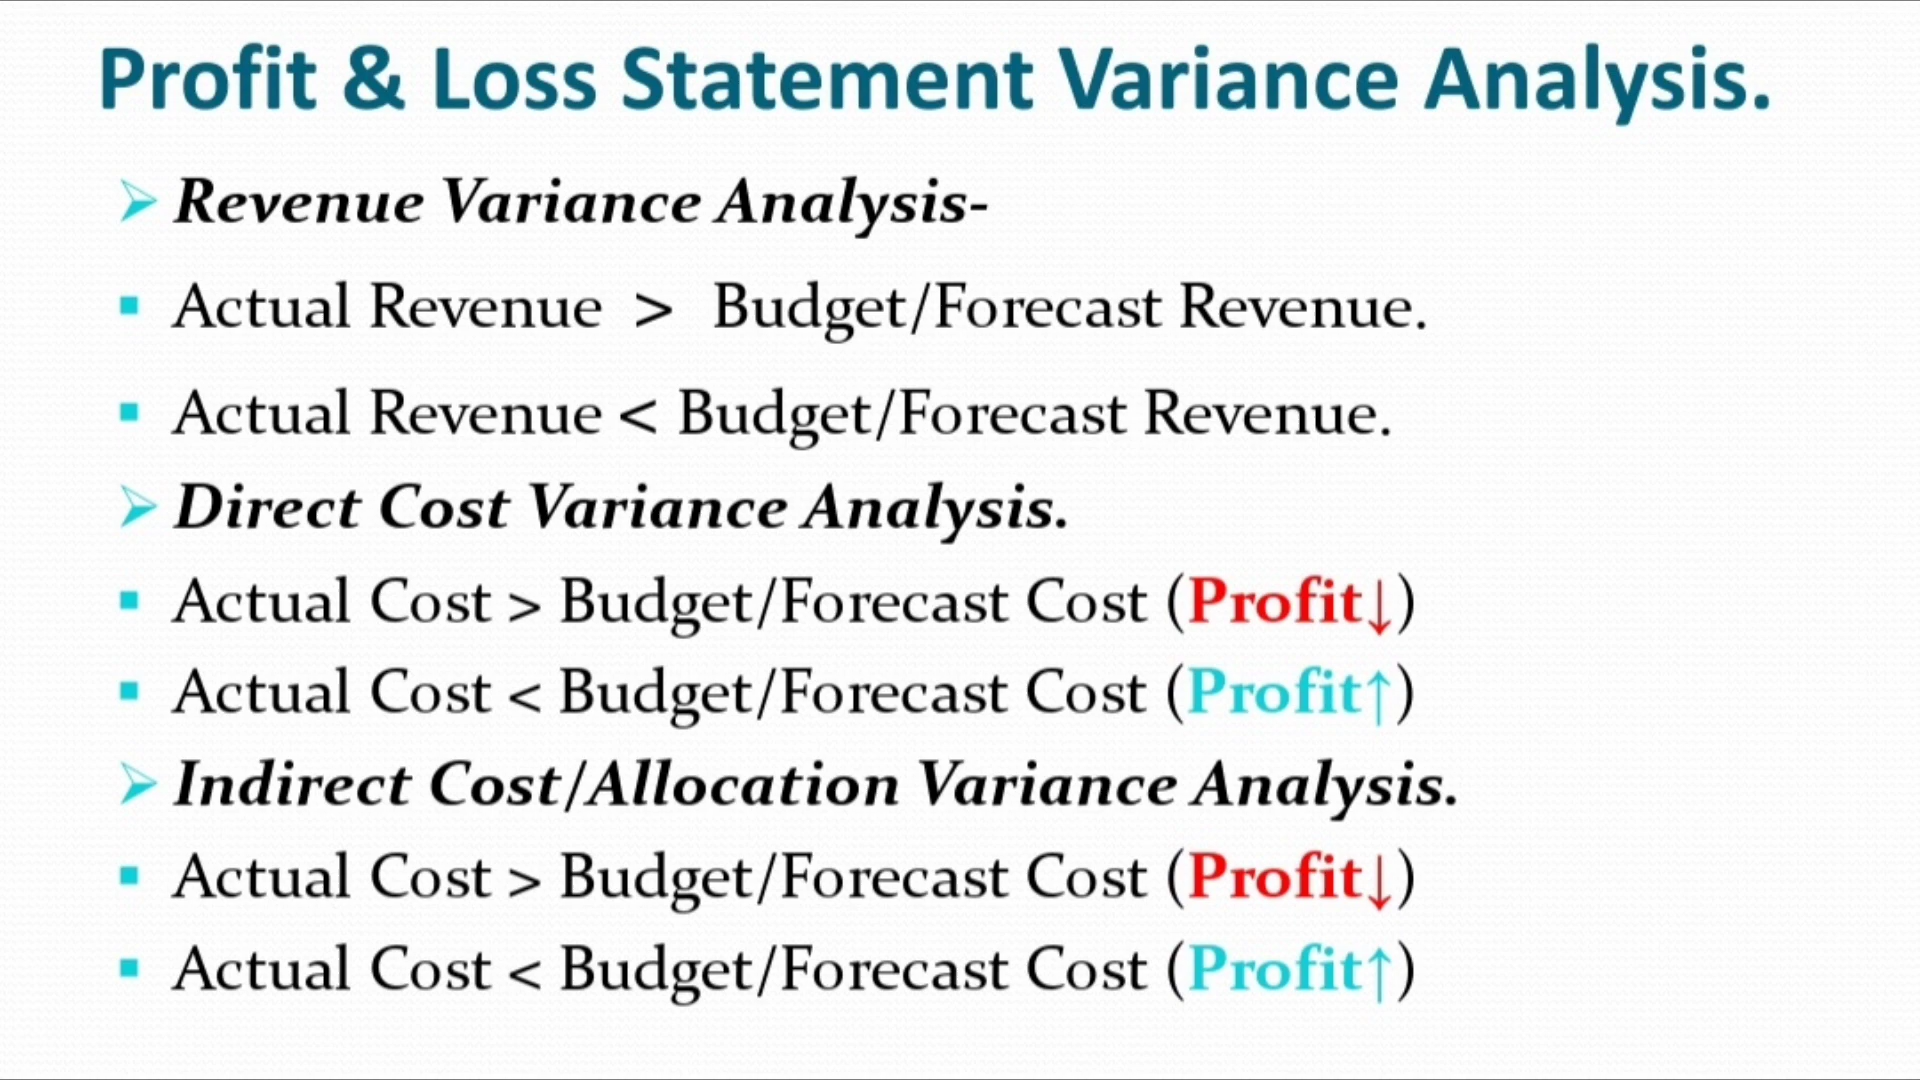 Profit & Loss Statement Variance Analysis.
➢ Revenue Variance Analysis-
▪ Actual Revenue > Budget/Forecast Revenue.
▪ Actual Revenue < Budget/Forecast Revenue.
➢ Direct Cost Variance Analysis.
▪ Actual Cost > Budget/Forecast Cost (Profit↓)
▪ Actual Cost < Budget/Forecast Cost (Profit↑)
➢ Indirect Cost/Allocation Variance Analysis.
▪ Actual Cost > Budget/Forecast Cost (Profit↓)
▪ Actual Cost < Budget/Forecast Cost (Profit↑)